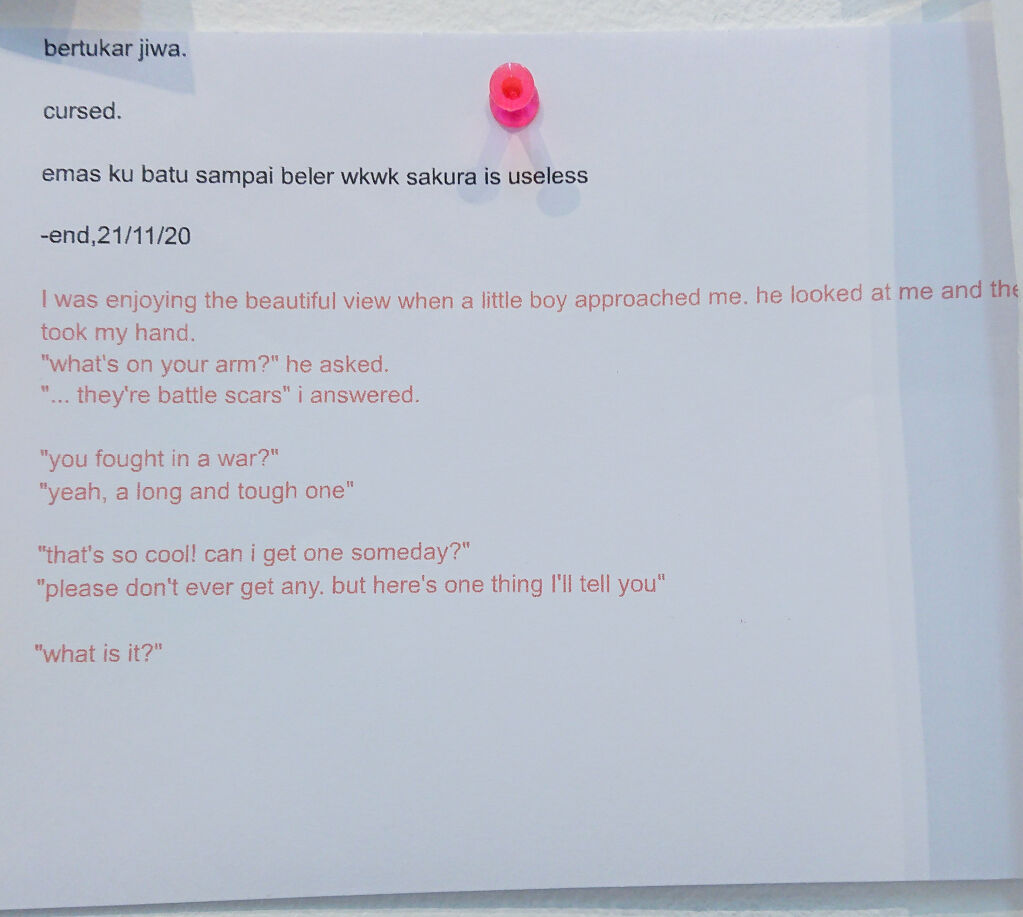 bertukar jiwa.
cursed.
emas ku batu sampai beler wkwk sakura is useless
-end,21/11/20
I was enjoying the beautiful view when a little boy approached me. he looked at me and
took my hand.
"what's on your arm?" he asked.
"... they're battle scars" i answered.
"you fought in a war?"
"yeah, a long and tough one"
"that's so cool! can i get one someday?"
"please don't ever get any. but here's one thing I'll tell you"
"what is it?"